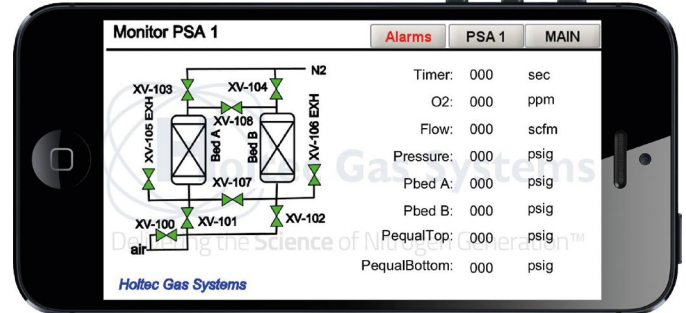 Monitor PSA 1
Alarms
PSA 1
MAIN
N2
XV-103
XV-104
XV-105 EXH
XV-108
XV-106 EXH
Bed A
Bed B
XV-107
XV-100
XV-101
XV-102
air
Timer: 000 sec
O2: 000 ppm
Flow: 000 scfm
Pressure: 000 psig
Pbed A: 000 psig
Pbed B: 000 psig
PequalTop: 000 psig
PequalBottom: 000 psig
Holtec Gas Systems
Delivering the Science of Nitrogen Generation™
Holtec Gas Systems